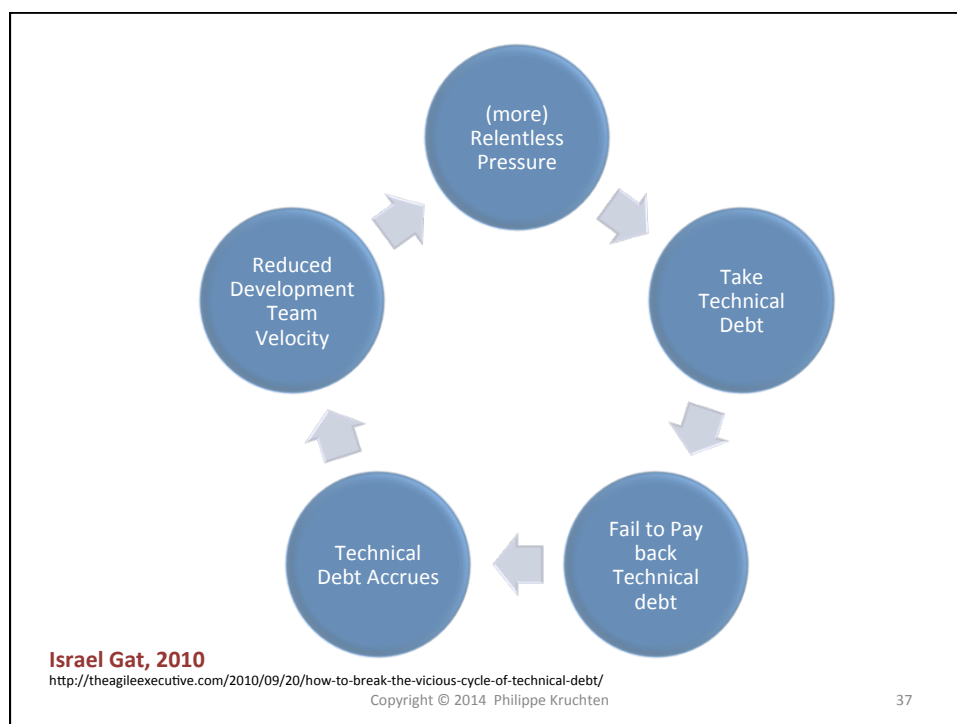 (more)
Relentless
Pressure
Take
Technical
Debt
Fail to Pay
back
Technical
debt
Technical
Debt Accrues
Reduced
Development
Team
Velocity
Israel Gat, 2010
http://theagileexecutive.com/2010/09/20/how-to-break-the-vicious-cycle-of-technical-debt/
Copyright © 2014 Philippe Kruchten
37